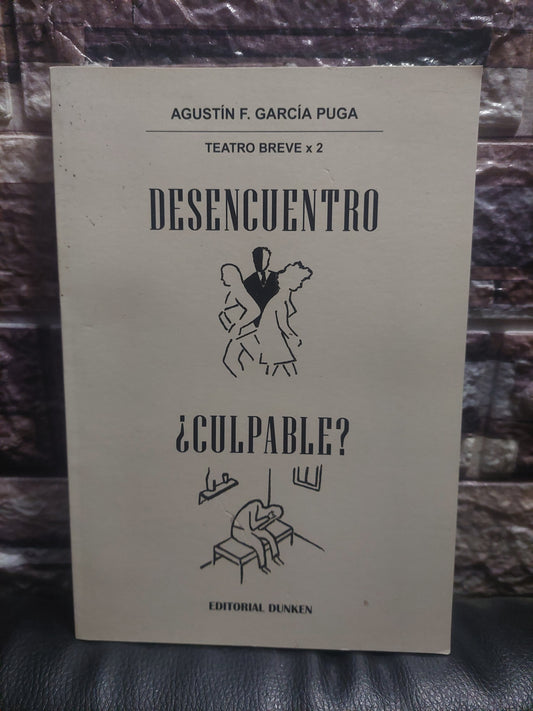 AGUSTÍN F. GARCÍA PUGA
TEATRO BREVE x 2
DESENCUENTRO
¿CULPABLE?
EDITORIAL DUNKEN